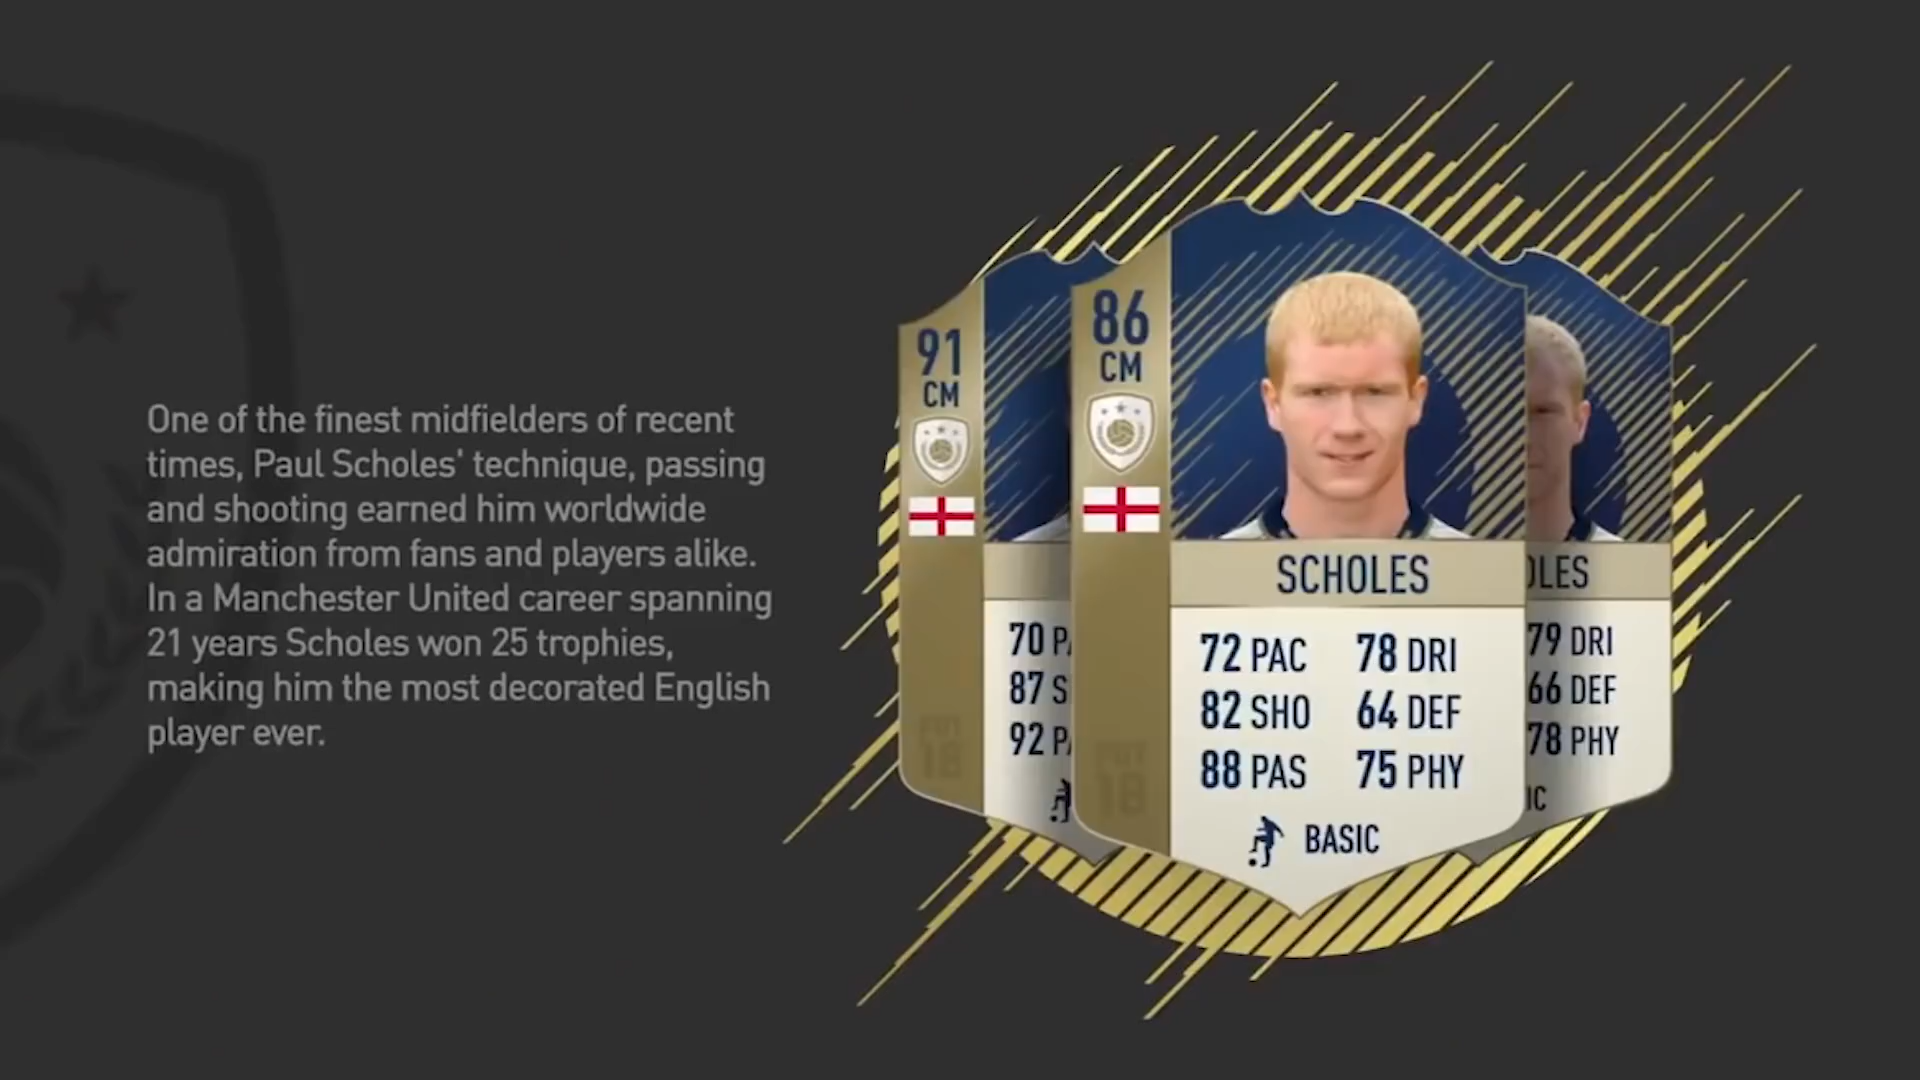 One of the finest midfielders of recent
times, Paul Scholes' technique, passing
and shooting earned him worldwide
admiration from fans and players alike.
In a Manchester United career spanning
21 years Scholes won 25 trophies,
making him the most decorated English
player ever.
91
CM
70
87
92
18
86
CM
SCHOLES
72 PAC 78 DRI
82 SHO 64 DEF
88 PAS 75 PHY
BASIC
18
79 DRI
66 DEF
78 PHY